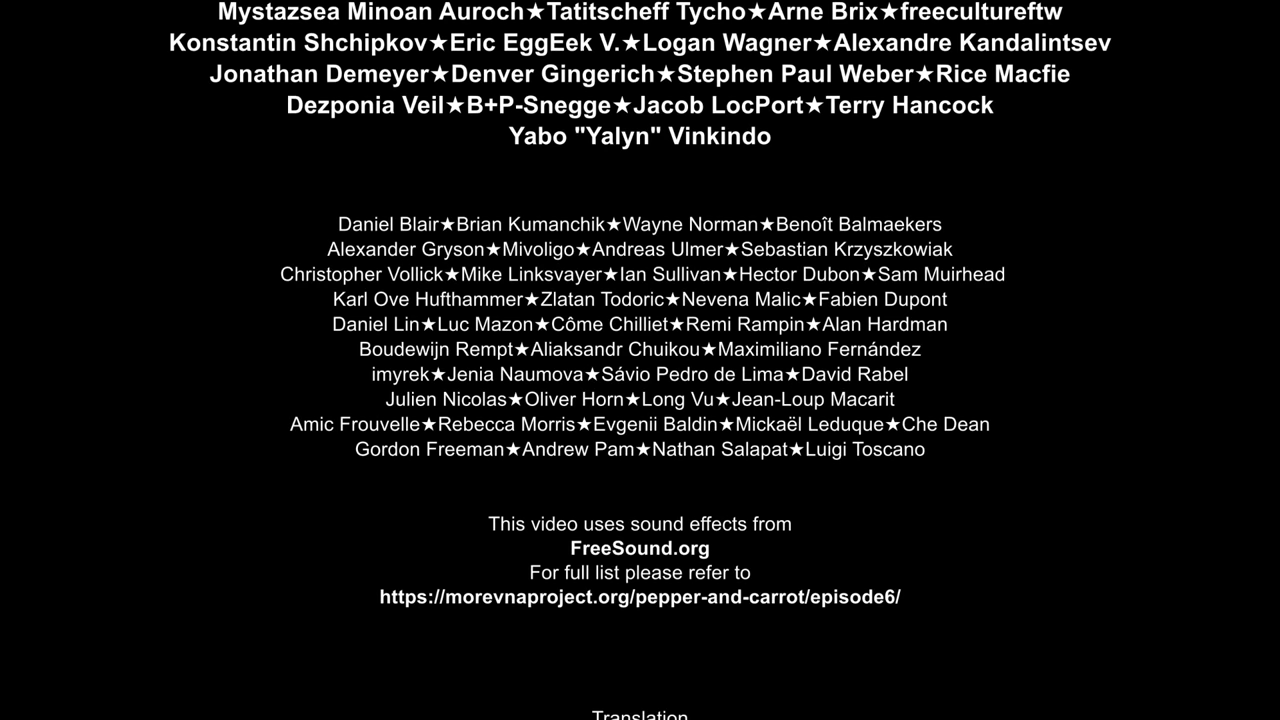 Mystazsea Minoan Auroch★Tatitscheff Tycho★Arne Brix★freecultureftw
Konstantin Shchipkov★Eric EggEek V.★Logan Wagner★Alexandre Kandalintsev
Jonathan Demeyer★Denver Gingerich★Stephen Paul Weber★Rice Macfie
Dezponia Veil★B+P-Snegge★Jacob LocPort★Terry Hancock
Yabo "Yalyn" Vinkindo
Daniel Blair★Brian Kumanchik★Wayne Norman★Benoît Balmaekers
Alexander Gryson★Mivoligo★Andreas Ulmer★Sebastian Krzyszkowiak
Christopher Vollick★Mike Linksvayer★Ian Sullivan★Hector Dubon★Sam Muirhead
Karl Ove Hufthammer★Zlatan Todoric★Nevena Malic★Fabien Dupont
Daniel Lin★Luc Mazon★Côme Chilliet★Remi Rampin★Alan Hardman
Boudewijn Rempt★Aliaksandr Chuikou★Maximiliano Fernández
imyrek★Jenia Naumova★Sávio Pedro de Lima★David Rabel
Julien Nicolas★Oliver Horn★Long Vu★Jean-Loup Macarit
Amic Frouvelle★Rebecca Morris★Evgenii Baldin★Mickaël Leduque★Che Dean
Gordon Freeman★Andrew Pam★Nathan Salapat★Luigi Toscano
This video uses sound effects from
FreeSound.org
For full list please refer to
https://morevnaproject.org/pepper-and-carrot/episode6/
Translation